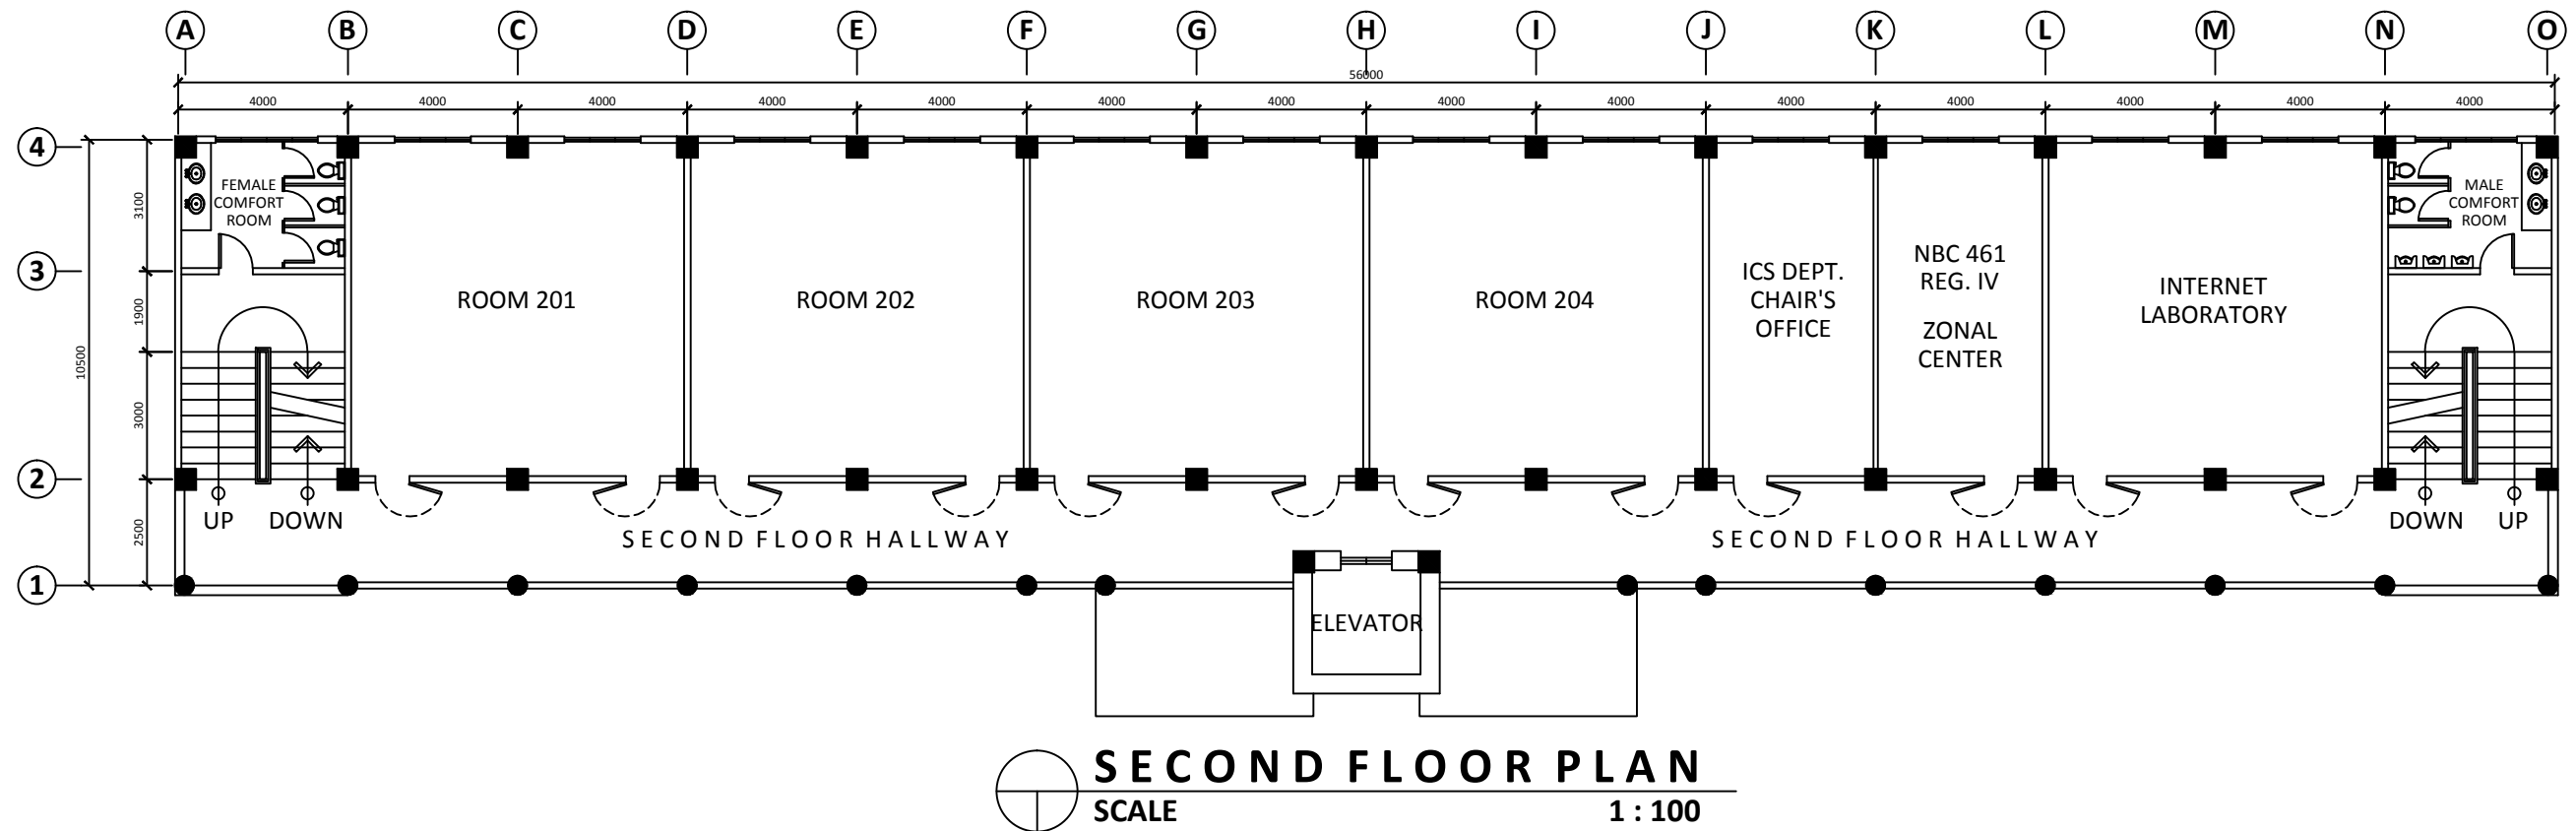 A B C D E F G H I J K L M N O
56000
4000 4000 4000 4000 4000 4000 4000 4000 4000 4000 4000 4000 4000 4000
4
3
2
1
10500
3100
1900
3000
2500
FEMALE
COMFORT
ROOM
UP
DOWN
ROOM 201
ROOM 202
ROOM 203
ROOM 204
ICS DEPT.
CHAIR'S
OFFICE
NBC 461
REG. IV
ZONAL
CENTER
INTERNET
LABORATORY
MALE
COMFORT
ROOM
DOWN
UP
SECOND FLOOR HALLWAY
SECOND FLOOR HALLWAY
ELEVATOR
SECOND FLOOR PLAN
SCALE 1 : 100